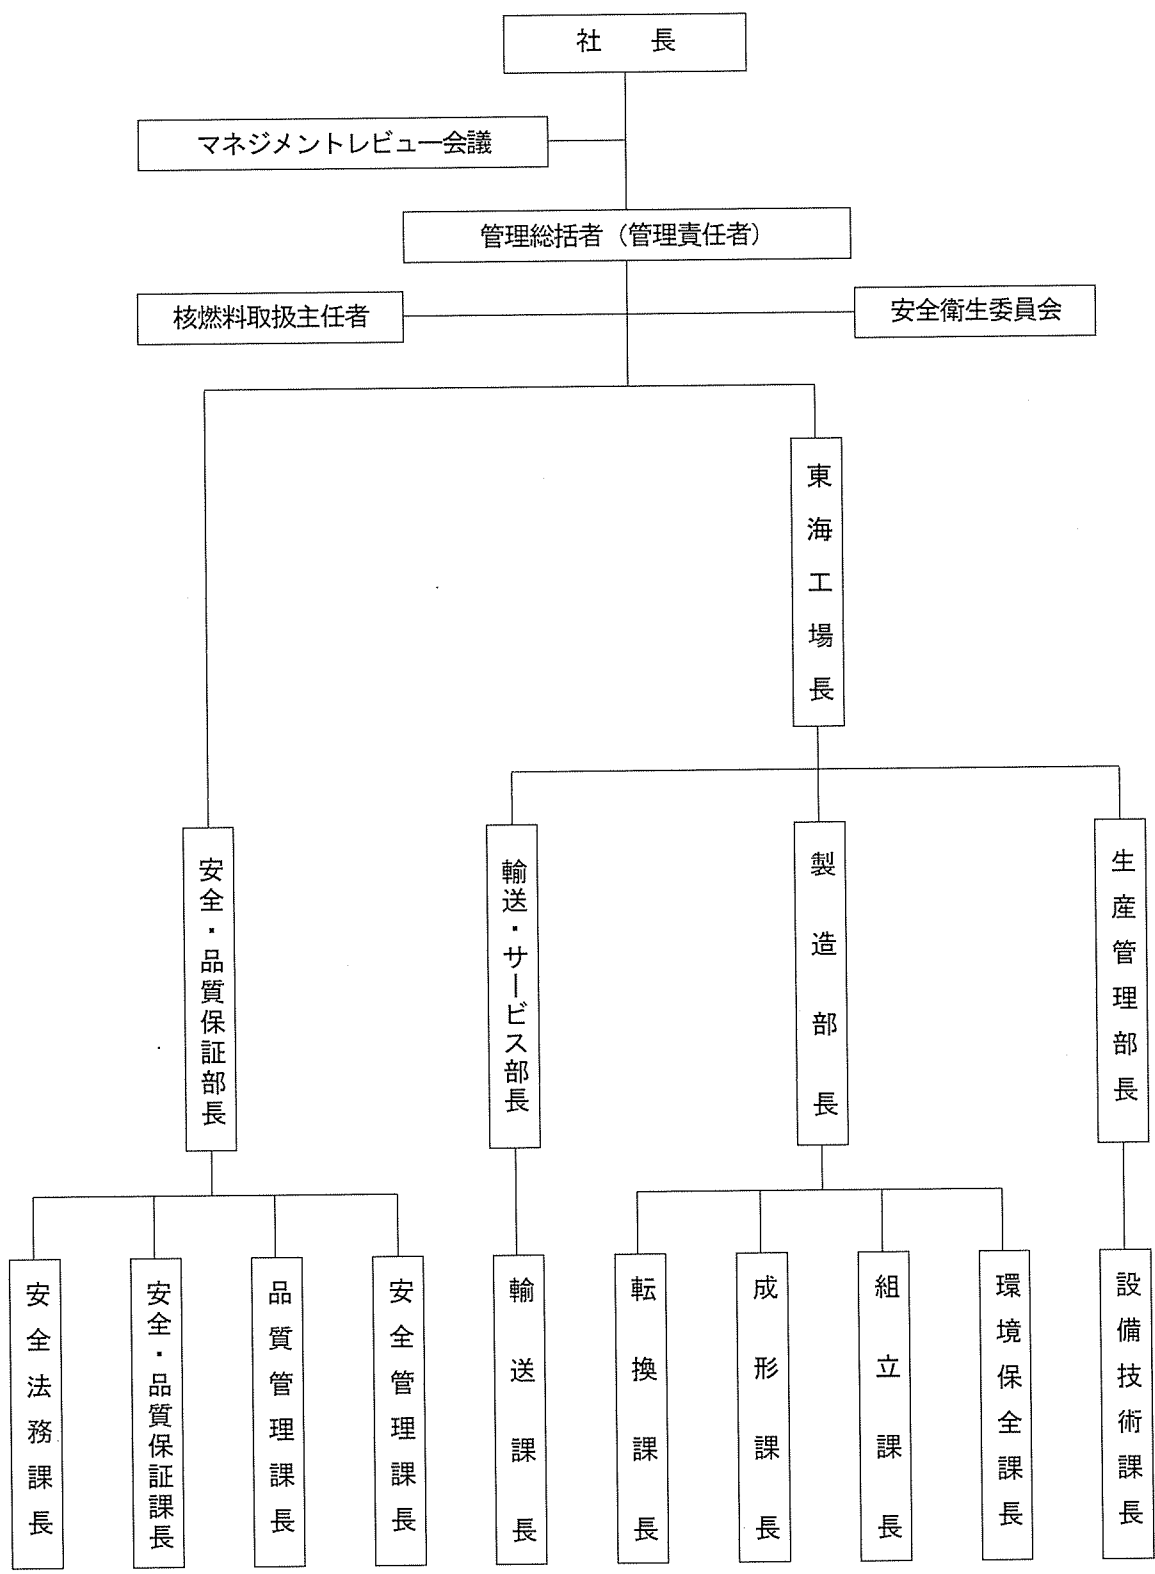 社　　長
マネジメントレビュー会議
管理総括者（管理責任者）
核燃料取扱主任者
安全衛生委員会
東海工場長
安全・品質保証部長
輸送・サービス部長
製造部長
生産管理部長
安全法務課長
安全・品質保証課長
品質管理課長
安全管理課長
輸送課長
転換課長
成形課長
組立課長
環境保全課長
設備技術課長